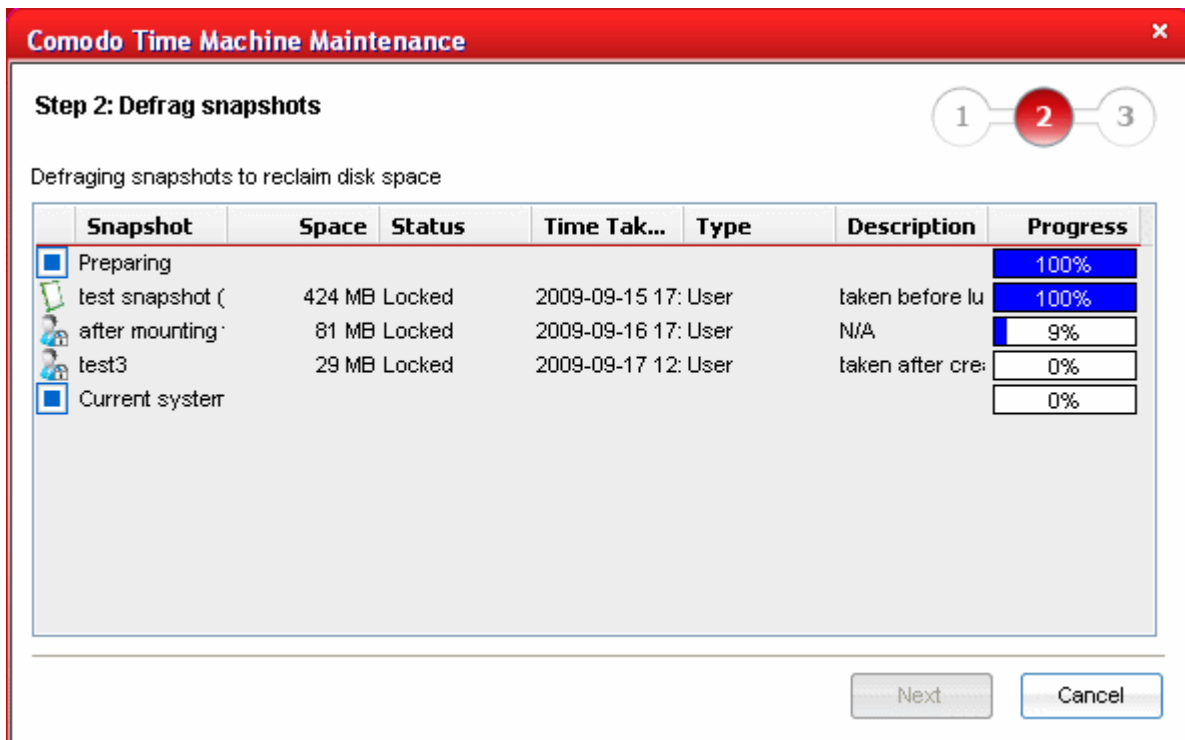 Comodo Time Machine Maintenance
Step 2: Defrag snapshots
1 2 3
Defraging snapshots to reclaim disk space
Snapshot Space Status Time Tak... Type Description Progress
Preparing 100%
test snapshot ( 424 MB Locked 2009-09-15 17: User taken before lu 100%
after mounting 81 MB Locked 2009-09-16 17: User N/A 9%
test3 29 MB Locked 2009-09-17 12: User taken after cre 0%
Current system 0%
Next Cancel